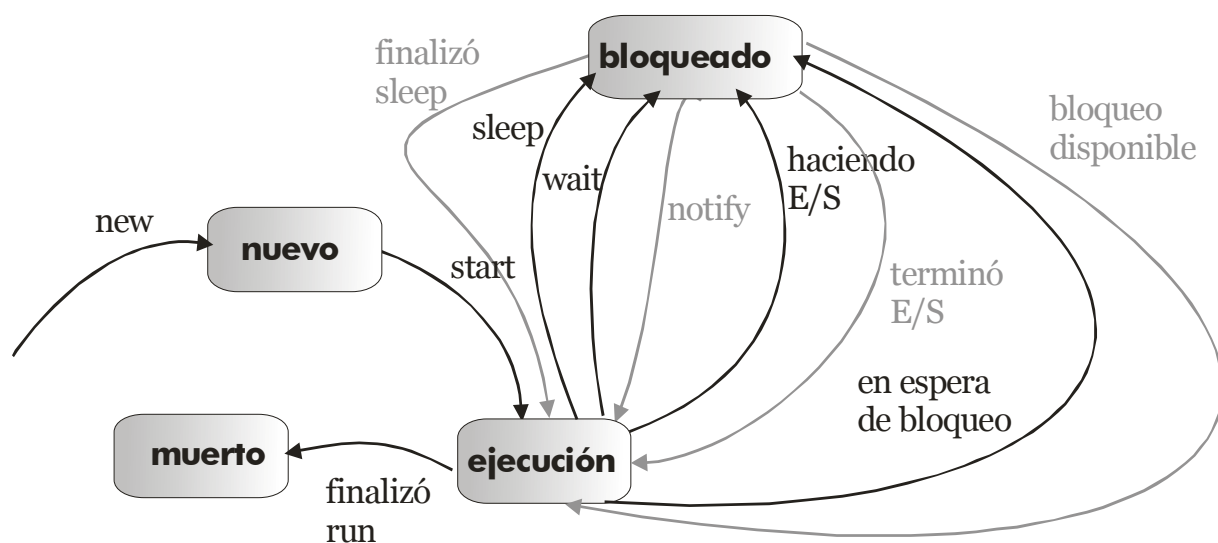 finalizó
sleep
bloqueado
bloqueo
disponible
sleep
wait
haciendo
E/S
notify
new
nuevo
start
terminó
E/S
en espera
de bloqueo
muerto
ejecución
finalizó
run